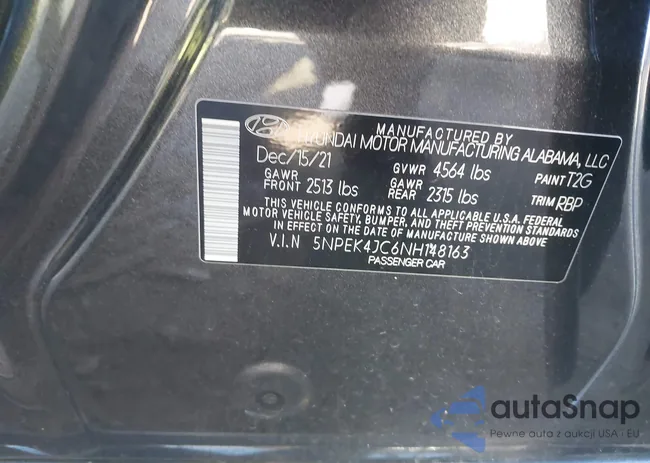 MANUFACTURED BY
HYUNDAI MOTOR MANUFACTURING ALABAMA, LLC
Dec/15/21 GVWR 4564 lbs PAINT T2G
GAWR FRONT 2513 lbs GAWR REAR 2315 lbs TRIM RBP
THIS VEHICLE CONFORMS TO ALL APPLICABLE U.S.A. FEDERAL
MOTOR VEHICLE SAFETY, BUMPER, AND THEFT PREVENTION STANDARDS
IN EFFECT ON THE DATE OF MANUFACTURE SHOWN ABOVE.
V.I.N 5NPEK4JC6NH148163
PASSENGER CAR
autaSnap
Pewne auta z aukcji USA i EU